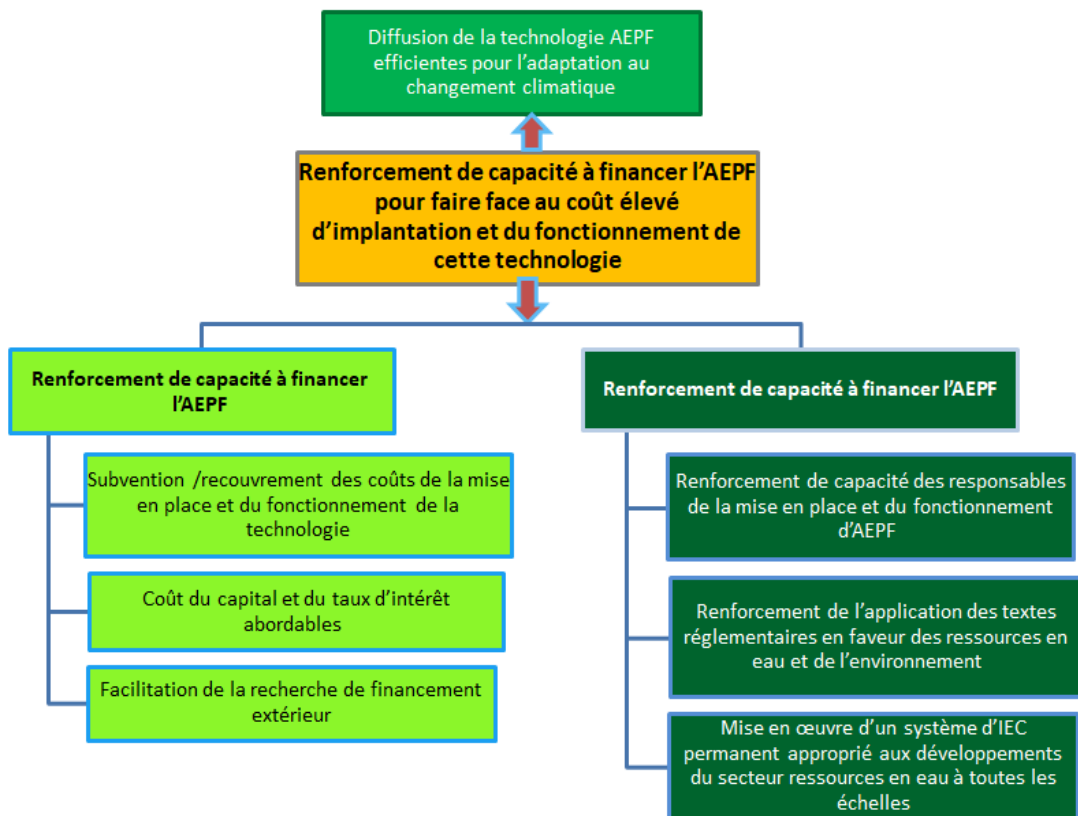 Diffusion de la technologie AEPF
efficientes pour l'adaptation au
changement climatique
Renforcement de capacité à financer l'AEPF
pour faire face au coût élevé
d'implantation et du fonctionnement de
cette technologie
Renforcement de capacité à financer
l'AEPF
Subvention /recouvrement des coûts de la mise
en place et du fonctionnement de la
technologie
Coût du capital et du taux d'intérêt
abordables
Facilitation de la recherche de financement
extérieur
Renforcement de capacité à financer l'AEPF
Renforcement de capacité des responsables
de la mise en place et du fonctionnement
d'AEPF
Renforcement de l'application des textes
réglementaires en faveur des ressources en
eau et de l'environnement
Mise en œuvre d'un système d'IEC
permanent approprié aux développements
du secteur ressources en eau à toutes les
échelles